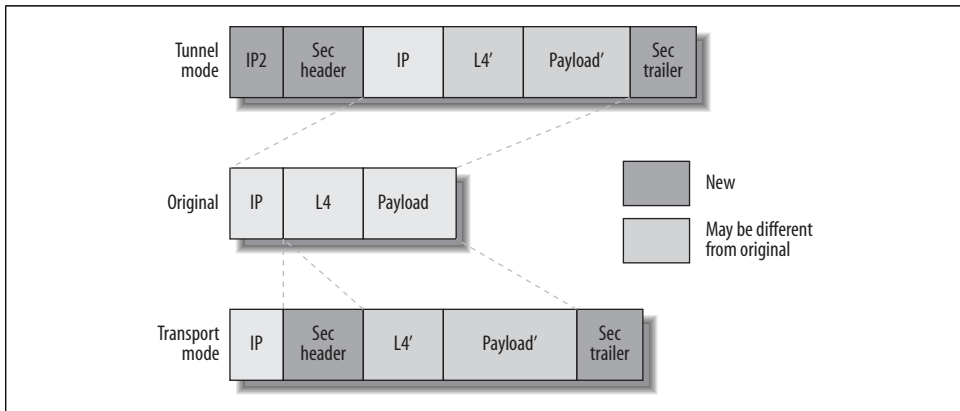 Tunnel
mode
IP2
Sec
header
IP
L4′
Payload′
Sec
trailer
Original
IP
L4
Payload
New
May be different
from original
Transport
mode
IP
Sec
header
L4′
Payload′
Sec
trailer